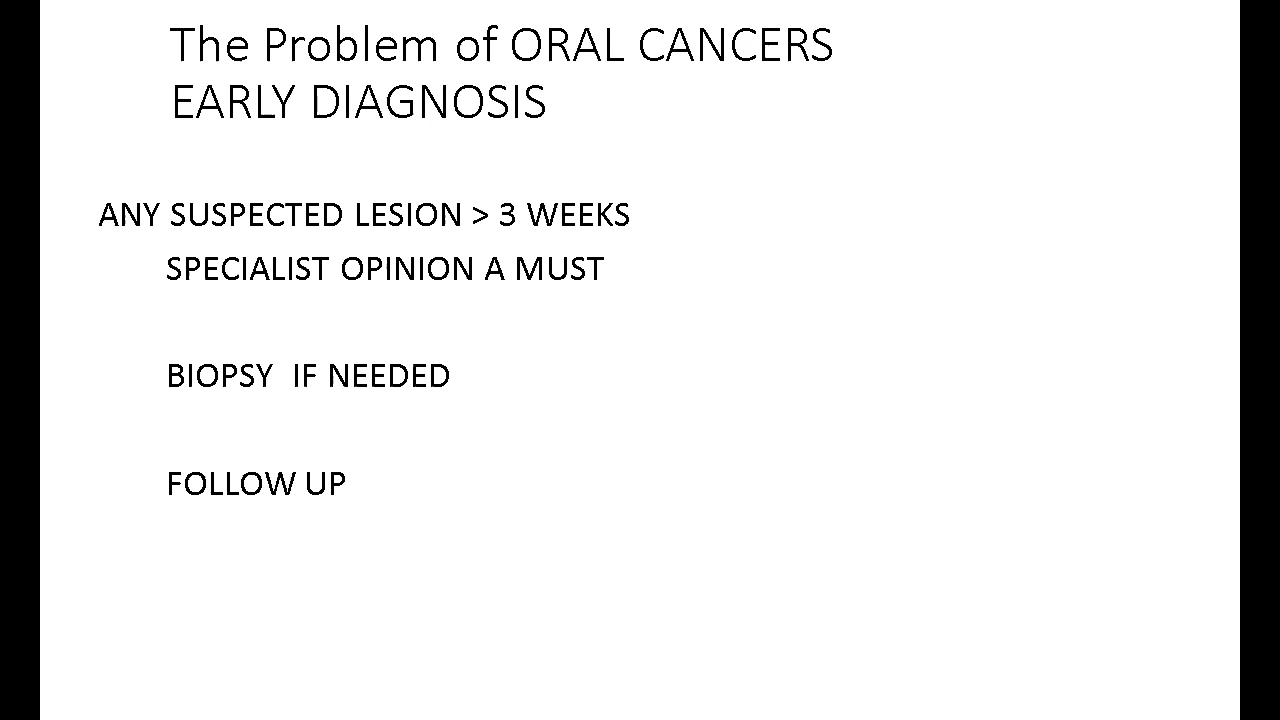 The Problem of ORAL CANCERS
EARLY DIAGNOSIS
ANY SUSPECTED LESION > 3 WEEKS
SPECIALIST OPINION A MUST
BIOPSY  IF NEEDED
FOLLOW UP